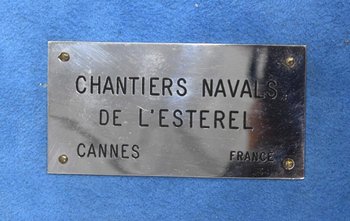 CHANTIERS NAVALS
DE L'ESTEREL
CANNES FRANCE